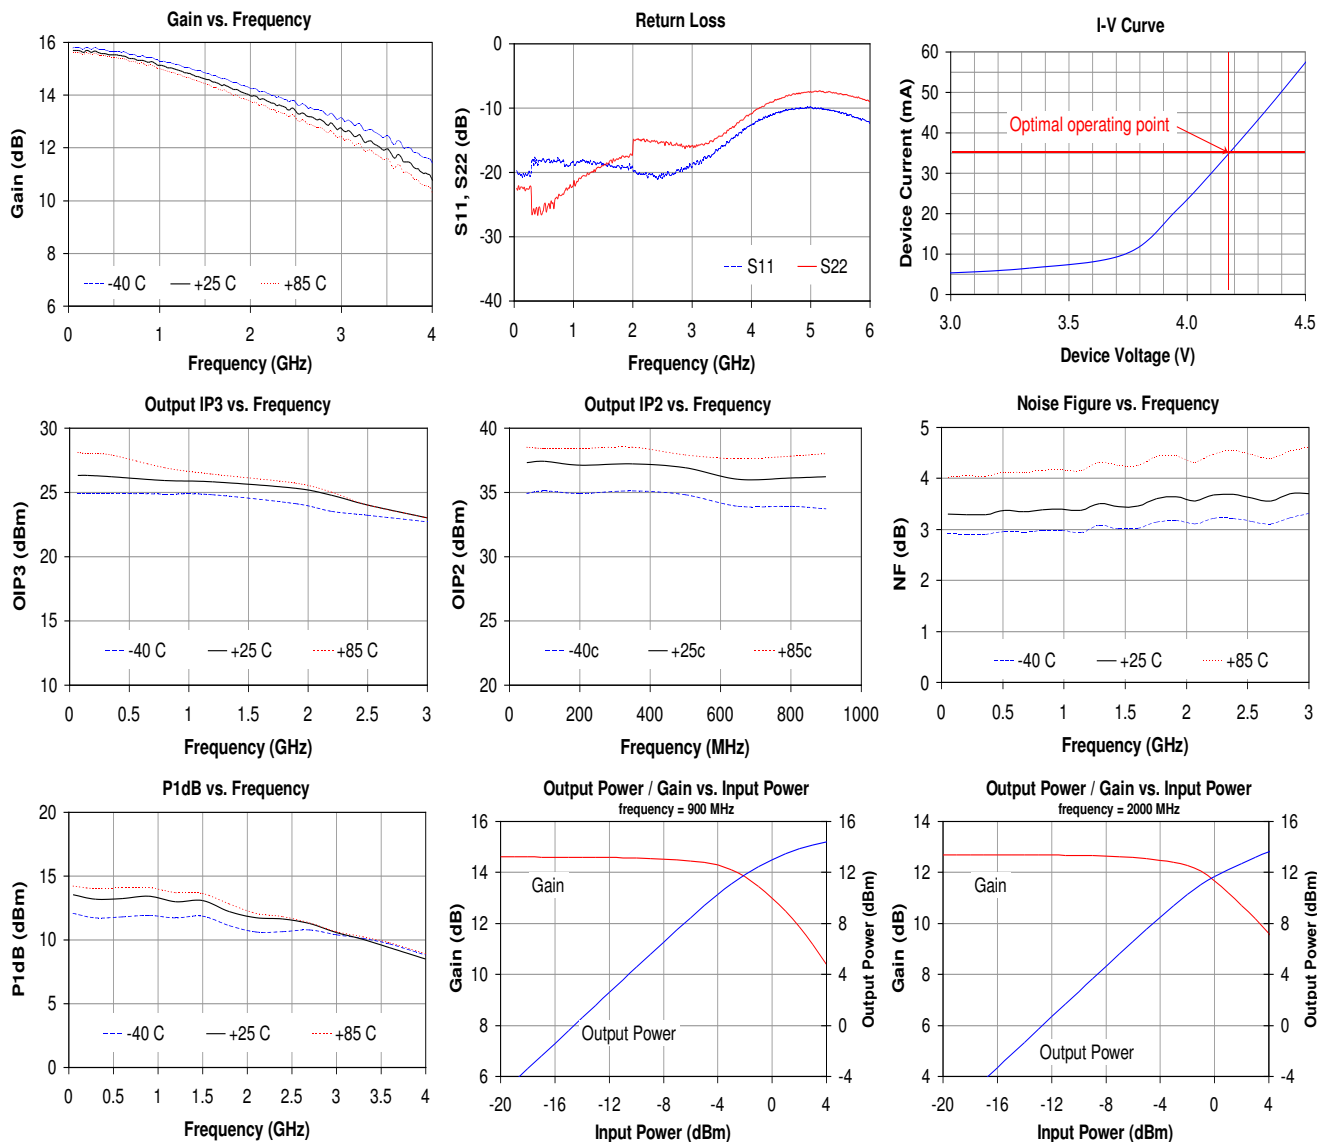 Gain vs. Frequency
16
14
12
10
8
6
Gain (dB)
-40 C
+25 C
+85 C
0
1
2
3
4
Frequency (GHz)
Return Loss
0
-10
-20
-30
-40
S11, S22 (dB)
S11
S22
0
1
2
3
4
5
6
Frequency (GHz)
I-V Curve
60
50
40
30
20
10
0
Device Current (mA)
Optimal operating point
3.0
3.5
4.0
4.5
Device Voltage (V)
Output IP3 vs. Frequency
30
25
20
15
10
OIP3 (dBm)
-40 C
+25 C
+85 C
0
0.5
1
1.5
2
2.5
3
Frequency (GHz)
Output IP2 vs. Frequency
40
35
30
25
20
OIP2 (dBm)
-40c
+25c
+85c
0
200
400
600
800
1000
Frequency (MHz)
Noise Figure vs. Frequency
5
4
3
2
1
0
NF (dB)
-40 C
+25 C
+85 C
0
0.5
1
1.5
2
2.5
3
Frequency (GHz)
P1dB vs. Frequency
20
15
10
5
0
P1dB (dBm)
-40 C
+25 C
+85 C
0
0.5
1
1.5
2
2.5
3
3.5
4
Frequency (GHz)
Output Power / Gain vs. Input Power
frequency = 900 MHz
16
14
12
10
8
6
Gain (dB)
Gain
Output Power
16
12
8
4
0
-4
Output Power (dBm)
-20
-16
-12
-8
-4
0
4
Input Power (dBm)
Output Power / Gain vs. Input Power
frequency = 2000 MHz
14
12
10
8
6
4
Gain (dB)
Gain
Output Power
16
12
8
4
0
-4
Output Power (dBm)
-20
-16
-12
-8
-4
0
4
Input Power (dBm)